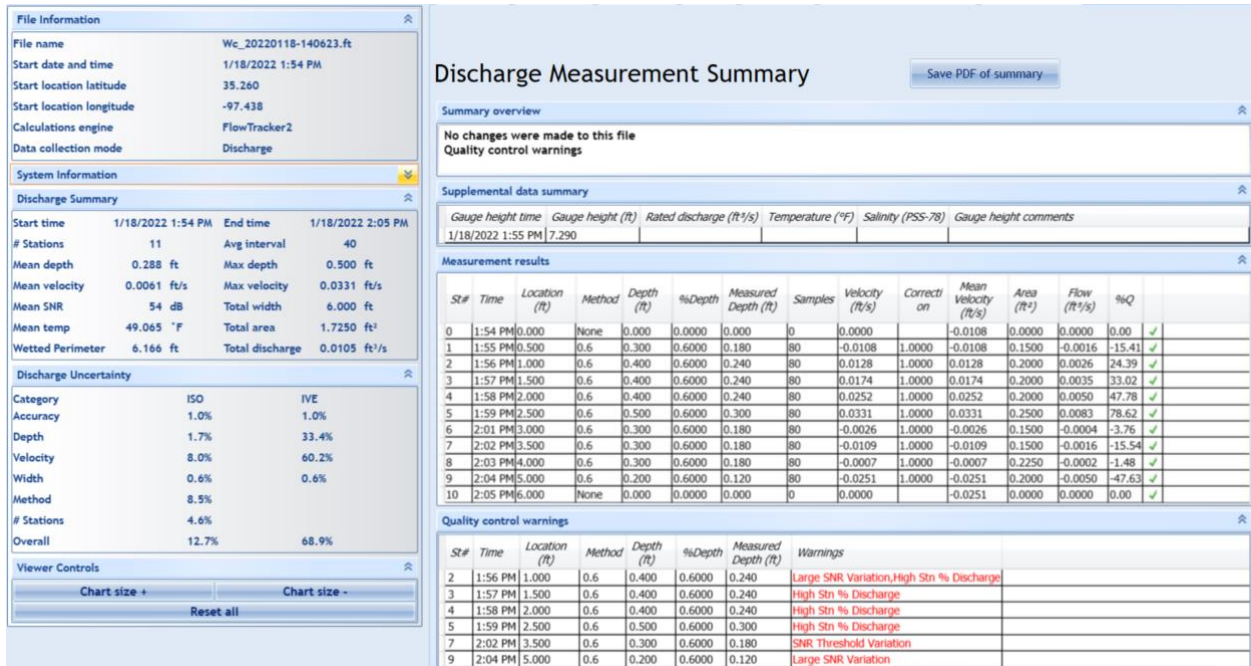 File Information
File name Wc_20220118-140623.ft
Start date and time 1/18/2022 1:54 PM
Start location latitude 35.260
Start location longitude -97.438
Calculations engine FlowTracker2
Data collection mode Discharge
System Information
Discharge Summary
Start time 1/18/2022 1:54 PM End time 1/18/2022 2:05 PM
# Stations 11 Avg interval 40
Mean depth 0.288 ft Max depth 0.500 ft
Mean velocity 0.0061 ft/s Max velocity 0.0331 ft/s
Mean SNR 54 dB Total width 6.000 ft
Mean temp 49.065 °F Total area 1.7250 ft²
Wetted Perimeter 6.166 ft Total discharge 0.0105 ft³/s
Discharge Uncertainty
Category ISO IVE
Accuracy 1.0% 1.0%
Depth 1.7% 33.4%
Velocity 8.0% 60.2%
Width 0.6% 0.6%
Method 8.5%
# Stations 4.6%
Overall 12.7% 68.9%
Viewer Controls
Chart size + Chart size -
Reset all
Discharge Measurement Summary Save PDF of summary
Summary overview
No changes were made to this file
Quality control warnings
Supplemental data summary
Gauge height time Gauge height (ft) Rated discharge (ft³/s) Temperature (°F) Salinity (PSS-78) Gauge height comments
1/18/2022 1:55 PM 7.290
Measurement results
St# Time Location (ft) Method Depth (ft) %Depth Measured Depth (ft) Samples Velocity (ft/s) Correcti on Mean Velocity (ft/s) Area (ft²) Flow (ft³/s) %Q
0 1:54 PM 0.000 None 0.000 0.0000 0.000 0 0.0000 -0.0108 0.0000 0.0000 0.00 ✓
1 1:55 PM 0.500 0.6 0.300 0.6000 0.180 80 -0.0108 1.0000 -0.0108 0.1500 -0.0016 -15.41 ✓
2 1:56 PM 1.000 0.6 0.400 0.6000 0.240 80 0.0128 1.0000 0.0128 0.2000 0.0026 24.39 ✓
3 1:57 PM 1.500 0.6 0.400 0.6000 0.240 80 0.0174 1.0000 0.0174 0.2000 0.0035 33.02 ✓
4 1:58 PM 2.000 0.6 0.400 0.6000 0.240 80 0.0252 1.0000 0.0252 0.2000 0.0050 47.78 ✓
5 1:59 PM 2.500 0.6 0.500 0.6000 0.300 80 0.0331 1.0000 0.0331 0.2500 0.0083 78.62 ✓
6 2:01 PM 3.000 0.6 0.300 0.6000 0.180 80 -0.0026 1.0000 -0.0026 0.1500 -0.0004 -3.76 ✓
7 2:02 PM 3.500 0.6 0.300 0.6000 0.180 80 -0.0109 1.0000 -0.0109 0.1500 -0.0016 -15.54 ✓
8 2:03 PM 4.000 0.6 0.300 0.6000 0.180 80 -0.0007 1.0000 -0.0007 0.2250 -0.0002 -1.48 ✓
9 2:04 PM 5.000 0.6 0.200 0.6000 0.120 80 -0.0251 1.0000 -0.0251 0.2000 -0.0050 -47.63 ✓
10 2:05 PM 6.000 None 0.000 0.0000 0.000 0 0.0000 -0.0251 0.0000 -0.0000 0.00 ✓
Quality control warnings
St# Time Location (ft) Method Depth (ft) %Depth Measured Depth (ft) Warnings
2 1:56 PM 1.000 0.6 0.400 0.6000 0.240 Large SNR Variation,High Stn % Discharge
3 1:57 PM 1.500 0.6 0.400 0.6000 0.240 High Stn % Discharge
4 1:58 PM 2.000 0.6 0.400 0.6000 0.240 High Stn % Discharge
5 1:59 PM 2.500 0.6 0.500 0.6000 0.300 High Stn % Discharge
7 2:02 PM 3.500 0.6 0.300 0.6000 0.180 SNR Threshold Variation
9 2:04 PM 5.000 0.6 0.200 0.6000 0.120 Large SNR Variation